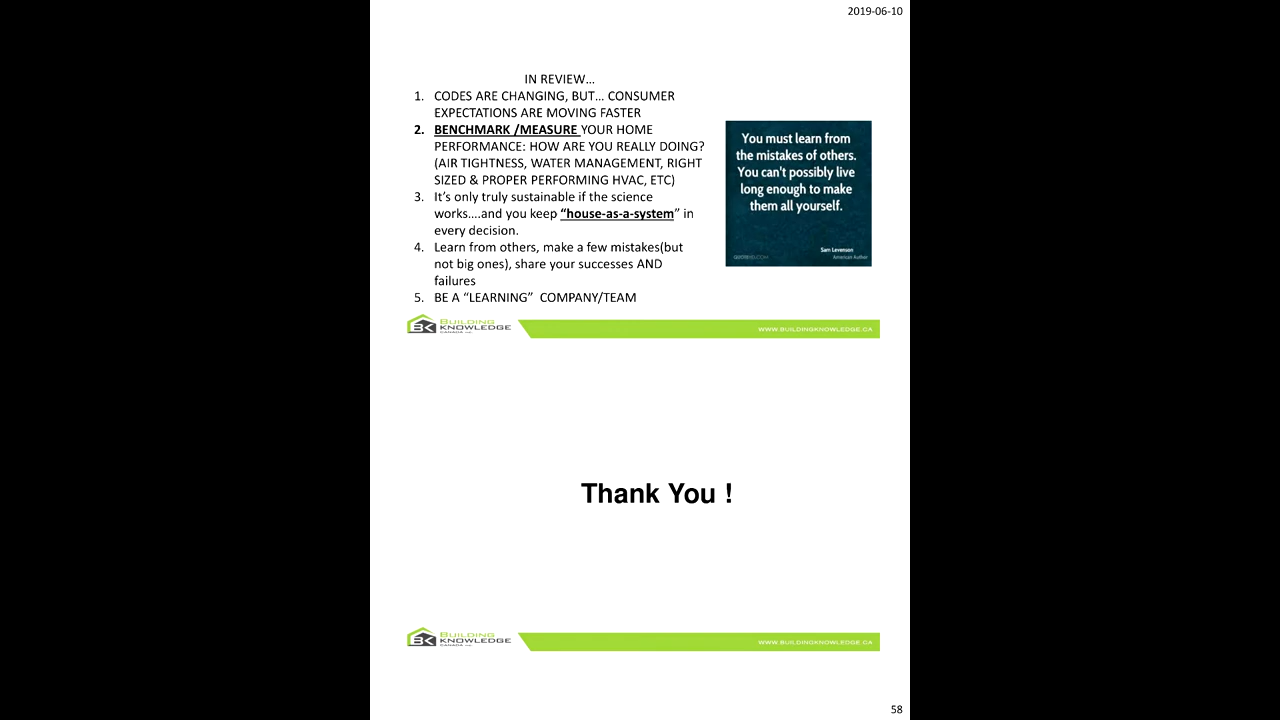 2019-06-10
IN REVIEW...
1. CODES ARE CHANGING, BUT... CONSUMER
EXPECTATIONS ARE MOVING FASTER
2. BENCHMARK /MEASURE YOUR HOME
PERFORMANCE: HOW ARE YOU REALLY DOING?
(AIR TIGHTNESS, WATER MANAGEMENT, RIGHT
SIZED & PROPER PERFORMING HVAC, ETC)
3. It's only truly sustainable if the science
works....and you keep “house-as-a-system” in
every decision.
4. Learn from others, make a few mistakes(but
not big ones), share your successes AND
failures
5. BE A “LEARNING” COMPANY/TEAM
You must learn from
the mistakes of others.
You can't possibly live
long enough to make
them all yourself.
Sam Levenson
American Author
BK BUILDING
KNOWLEDGE
WWW.BUILDINGKNOWLEDGE.CA
Thank You !
BK BUILDING
KNOWLEDGE
WWW.BUILDINGKNOWLEDGE.CA
58